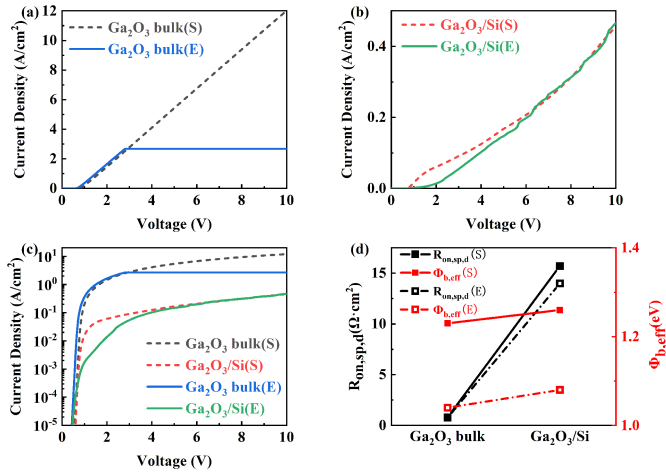 (a)
Ga₂O₃ bulk(S)
Ga₂O₃ bulk(E)
Current Density (A/cm²)
12
10
8
6
4
2
0
0 2 4 6 8 10
Voltage (V)
(b)
Ga₂O₃/Si(S)
Ga₂O₃/Si(E)
Current Density (A/cm²)
0.4
0.2
0.0
0 2 4 6 8 10
Voltage (V)
(c)
Current Density (A/cm²)
10¹
10⁰
10⁻¹
10⁻²
10⁻³
10⁻⁴
10⁻⁵
Ga₂O₃ bulk(S)
Ga₂O₃/Si(S)
Ga₂O₃ bulk(E)
Ga₂O₃/Si(E)
0 2 4 6 8 10
Voltage (V)
(d)
R_on,sp,d (S)
Φ_b.eff (S)
R_on,sp,d (E)
Φ_b.eff (E)
R_on,sp,d(Ω·cm²)
15
10
5
0
1.4
1.2
1.0
Φ_b,eff(eV)
Ga₂O₃ bulk Ga₂O₃/Si